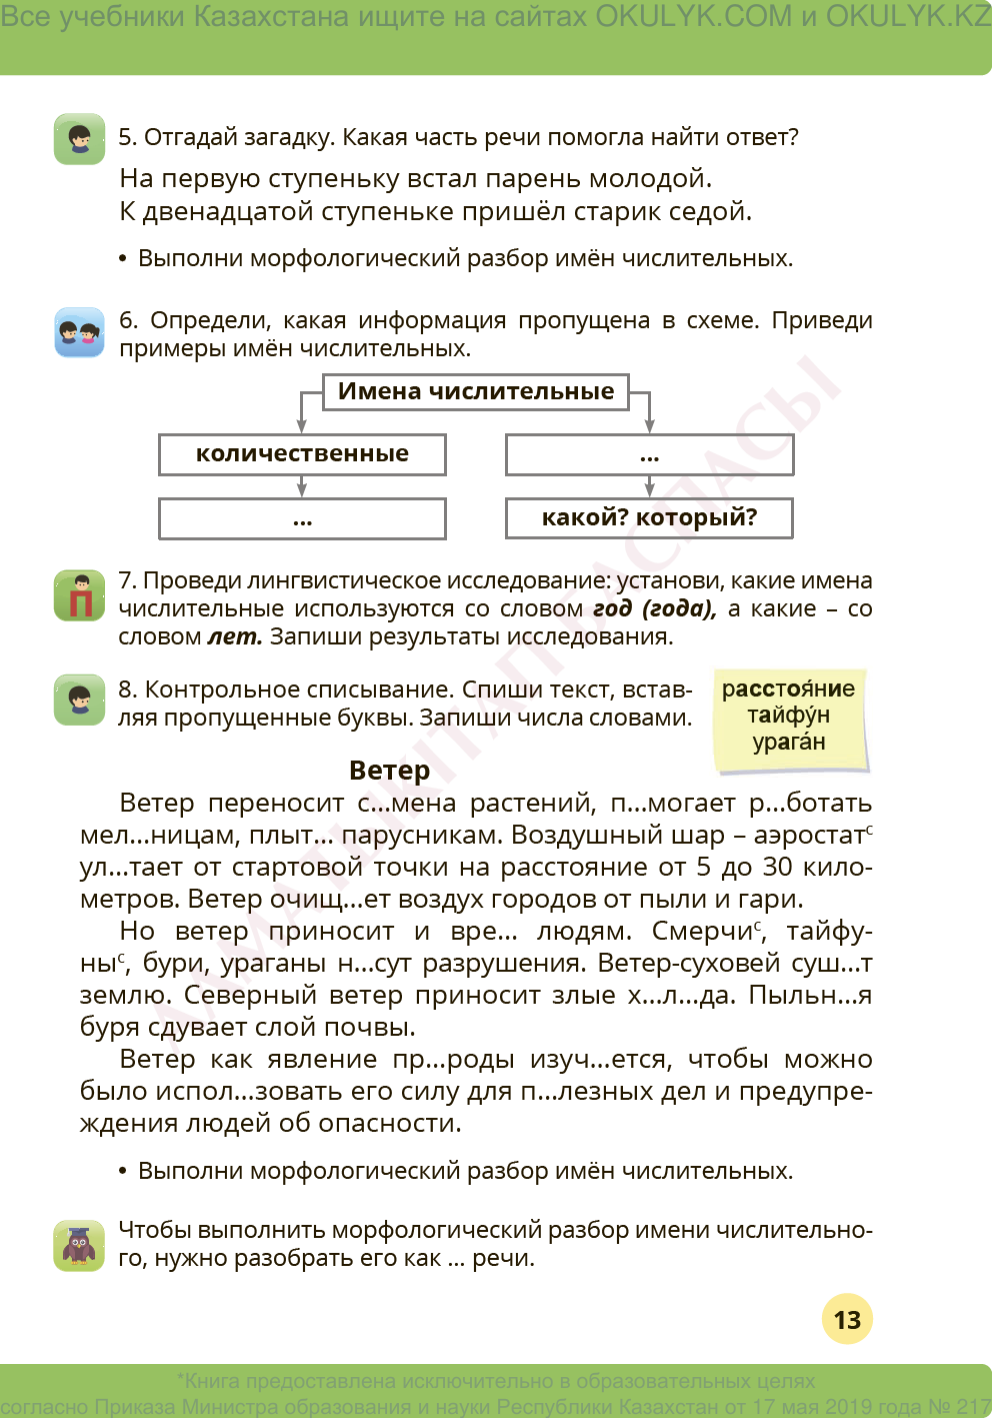 Все учебники Казахстана ищите на сайтах OKULYK.COM и OKULYK.KZ
5. Отгадай загадку. Какая часть речи помогла найти ответ?
На первую ступеньку встал парень молодой.
К двенадцатой ступеньке пришёл старик седой.
• Выполни морфологический разбор имён числительных.
6. Определи, какая информация пропущена в схеме. Приведи
примеры имён числительных.
Имена числительные
количественные
...
...
какой? который?
7. Проведи лингвистическое исследование: установи, какие имена
числительные используются со словом год (года), а какие – со
словом лет. Запиши результаты исследования.
П
8. Контрольное списывание. Спиши текст, встав-
ляя пропущенные буквы. Запиши числа словами.
расстоя́ние
тайфу́н
урага́н
Ветер
Ветер переносит с...мена растений, п...могает р...ботать
мел...ницам, плыт... парусникам. Воздушный шар – аэростатᶜ
ул...тает от стартовой точки на расстояние от 5 до 30 кило-
метров. Ветер очищ...ет воздух городов от пыли и гари.
Но ветер приносит и вре... людям. Смерчиᶜ, тайфу-
ныᶜ, бури, ураганы н...сут разрушения. Ветер-суховей суш...т
землю. Северный ветер приносит злые х...л...да. Пыльн...я
буря сдувает слой почвы.
Ветер как явление пр...роды изуч...ется, чтобы можно
было испол...зовать его силу для п...лезных дел и предупре-
ждения людей об опасности.
• Выполни морфологический разбор имён числительных.
Чтобы выполнить морфологический разбор имени числительно-
го, нужно разобрать его как ... речи.
13
АЛМАТЫКІТАП БАСПАСЫ
*Книга предоставлена исключительно в образовательных целях
согласно Приказа Министра образования и науки Республики Казахстан от 17 мая 2019 года № 217